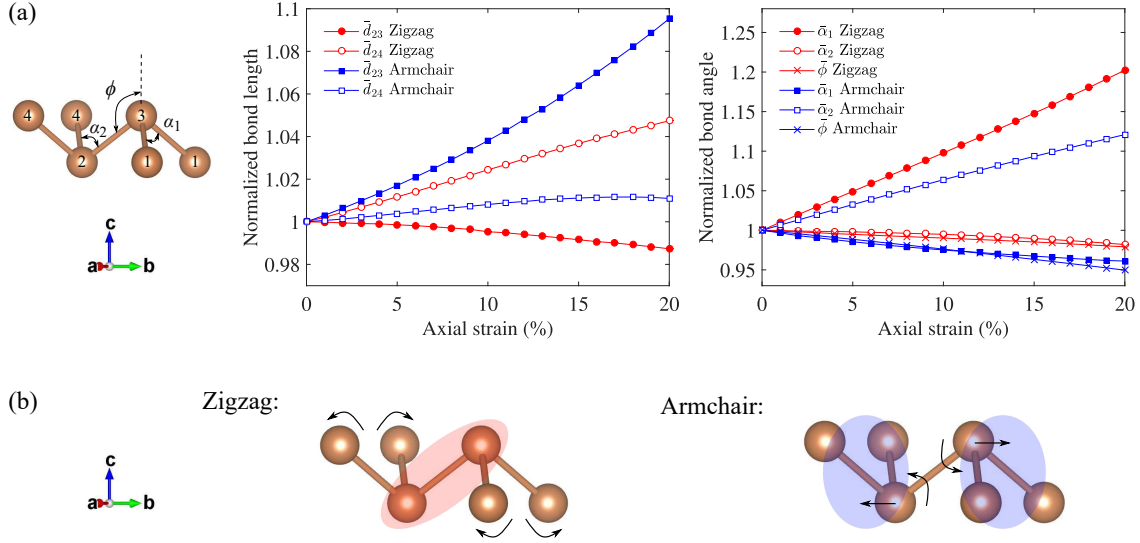 (a)
ϕ
4 4 3
α₂ α₁
2 1 1
c
a b
Normalized bond length
1.1
1.08
1.06
1.04
1.02
1
0.98
d̄₂₃ Zigzag
d̄₂₄ Zigzag
d̄₂₃ Armchair
d̄₂₄ Armchair
0 5 10 15 20
Axial strain (%)
Normalized bond angle
1.25
1.2
1.15
1.1
1.05
1
0.95
ᾱ₁ Zigzag
ᾱ₂ Zigzag
ϕ̄ Zigzag
ᾱ₁ Armchair
ᾱ₂ Armchair
ϕ̄ Armchair
0 5 10 15 20
Axial strain (%)
(b)
Zigzag:
Armchair:
c
a b